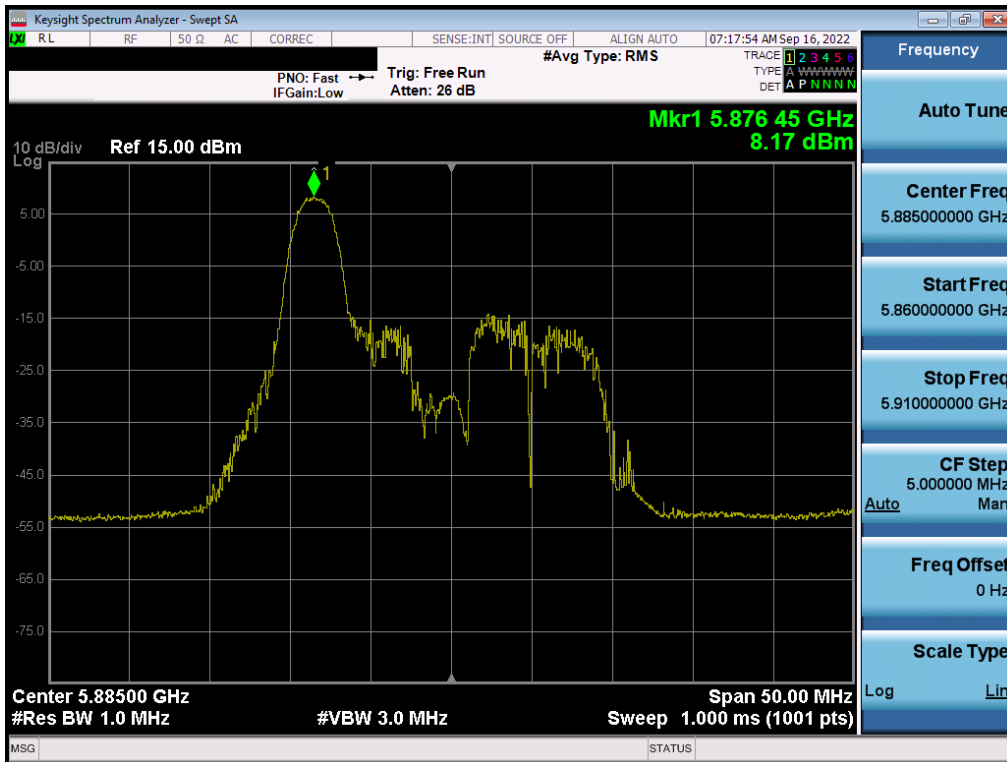 Keysight Spectrum Analyzer - Swept SA
LXI RL RF 50 Ω AC CORREC SENSE:INT SOURCE OFF ALIGN AUTO 07:17:54 AM Sep 16, 2022
#Avg Type: RMS TRACE 1 2 3 4 5 6
PNO: Fast Trig: Free Run TYPE A WWWWW
IFGain:Low Atten: 26 dB DET A P N N N N
Mkr1 5.876 45 GHz
8.17 dBm
10 dB/div Ref 15.00 dBm
Log
1
5.00
-5.00
-15.0
-25.0
-35.0
-45.0
-55.0
-65.0
-75.0
Center 5.88500 GHz Span 50.00 MHz
#Res BW 1.0 MHz #VBW 3.0 MHz Sweep 1.000 ms (1001 pts)
MSG STATUS
Frequency
Auto Tune
Center Freq
5.885000000 GHz
Start Freq
5.860000000 GHz
Stop Freq
5.910000000 GHz
CF Step
5.000000 MHz
Auto Man
Freq Offset
0 Hz
Scale Type
Log Lin